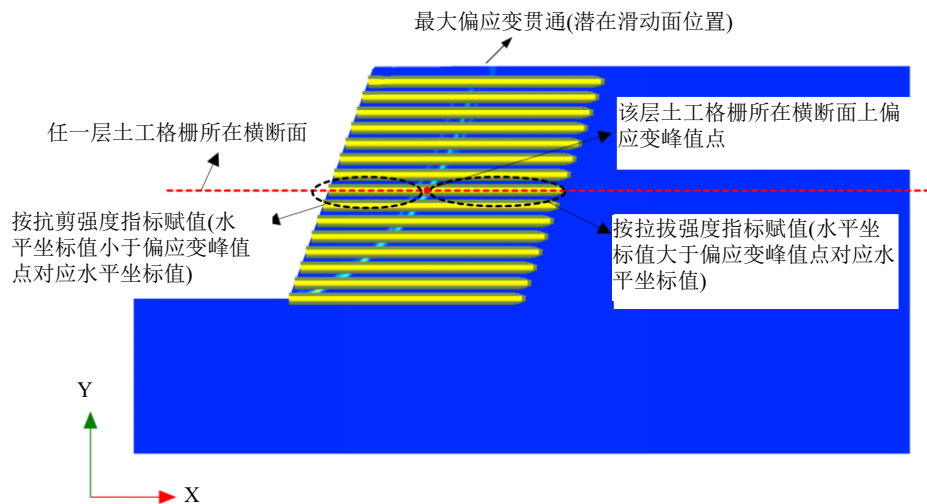 最大偏应变贯通(潜在滑动面位置)
任一层土工格栅所在横断面
该层土工格栅所在横断面上偏
应变峰值点
按抗剪强度指标赋值(水
平坐标值小于偏应变峰值
点对应水平坐标值)
按拉拔强度指标赋值(水平坐
标值大于偏应变峰值点对应水
平坐标值)
Y
X